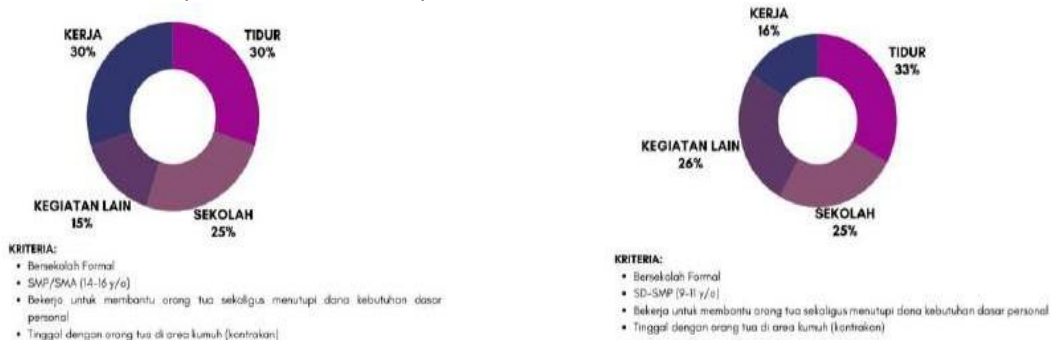 KERJA
30%
TIDUR
30%
KEGIATAN LAIN
15%
SEKOLAH
25%
KRITERIA:
• Bersekolah Formal
• SMP/SMA (14-16 y/o)
• Bekerja untuk membantu orang tua sekaligus menutupi dana kebutuhan dasar
personal
• Tinggal dengan orang tua di area kumuh (kontrakan)
KERJA
16%
TIDUR
33%
KEGIATAN LAIN
26%
SEKOLAH
25%
KRITERIA:
• Bersekolah Formal
• SD-SMP (9-11 y/o)
• Bekerja untuk membantu orang tua sekaligus menutupi dana kebutuhan dasar personal
• Tinggal dengan orang tua di area kumuh (kontrakan)